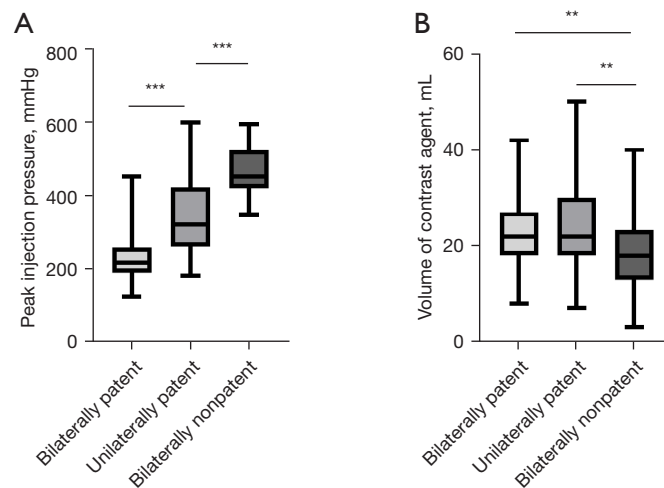 A
Peak injection pressure, mmHg
800
600
400
200
0
***
***
Bilaterally patent
Unilaterally patent
Bilaterally nonpatent
B
Volume of contrast agent, mL
60
40
20
0
**
**
Bilaterally patent
Unilaterally patent
Bilaterally nonpatent